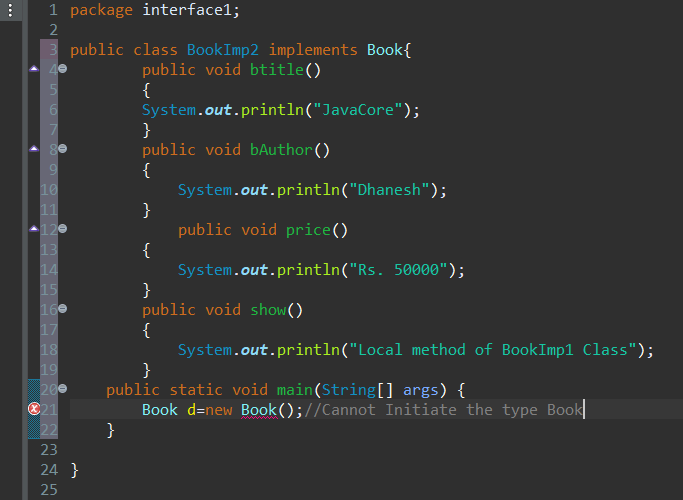 1 package interface1;
2
3 public class BookImp2 implements Book{
4 public void btitle()
5 {
6 System.out.println("JavaCore");
7 }
8 public void bAuthor()
9 {
10 System.out.println("Dhanesh");
11 }
12 public void price()
13 {
14 System.out.println("Rs. 50000");
15 }
16 public void show()
17 {
18 System.out.println("Local method of BookImp1 Class");
19 }
20 public static void main(String[] args) {
21 Book d=new Book();//Cannot Initiate the type Book
22 }
23
24 }
25